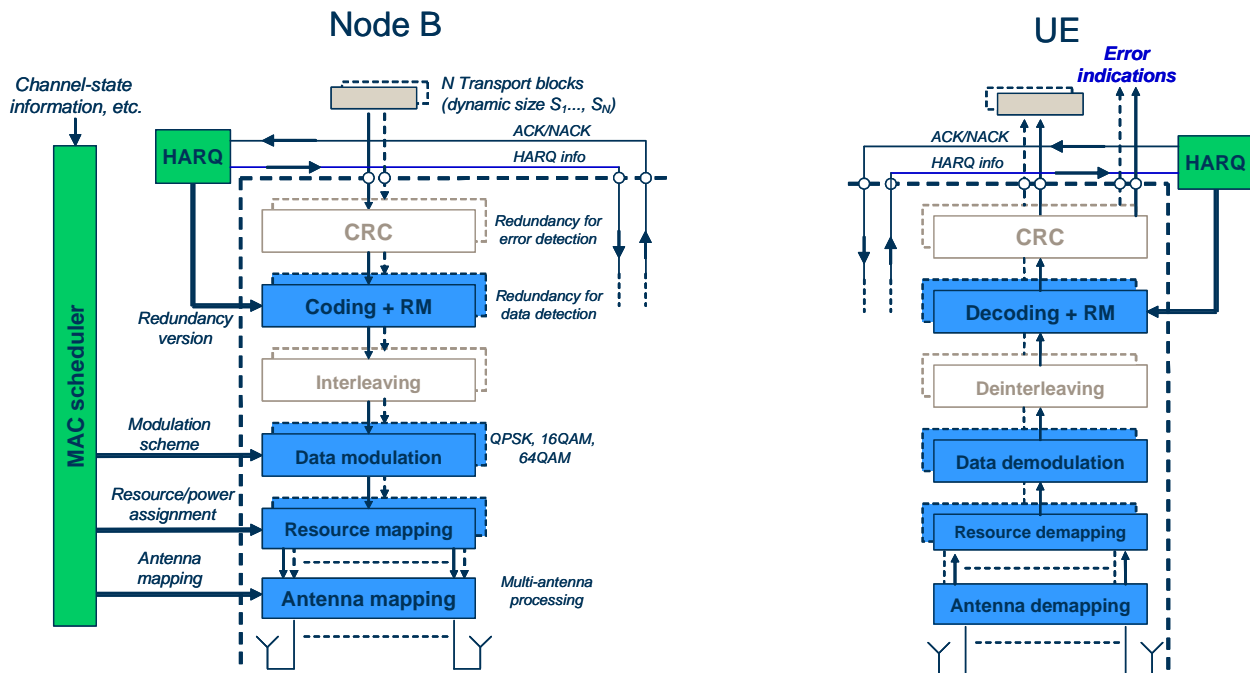 Node B
UE
Channel-state
information, etc.
N Transport blocks
(dynamic size S1..., SN)
Error
indications
ACK/NACK
HARQ
HARQ info
ACK/NACK
HARQ info
HARQ
MAC scheduler
CRC
Redundancy for
error detection
CRC
Coding + RM
Redundancy for
data detection
Decoding + RM
Redundancy
version
Interleaving
Deinterleaving
Modulation
scheme
Data modulation
QPSK, 16QAM,
64QAM
Data demodulation
Resource/power
assignment
Resource mapping
Resource demapping
Antenna
mapping
Antenna mapping
Multi-antenna
processing
Antenna demapping